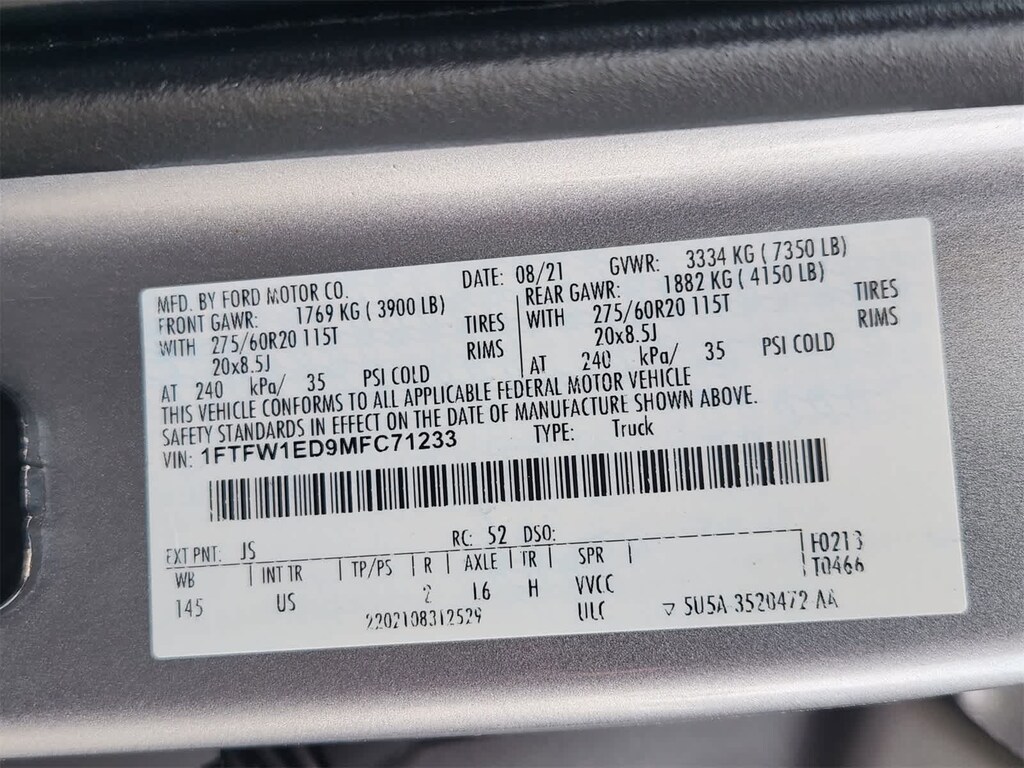 MFD. BY FORD MOTOR CO. DATE: 08/21 GVWR: 3334 KG ( 7350 LB)
FRONT GAWR: 1769 KG ( 3900 LB) REAR GAWR: 1882 KG ( 4150 LB)
WITH 275/60R20 115T TIRES WITH 275/60R20 115T TIRES
20x8.5J RIMS 20x8.5J RIMS
AT 240 kPa/ 35 PSI COLD AT 240 kPa/ 35 PSI COLD
THIS VEHICLE CONFORMS TO ALL APPLICABLE FEDERAL MOTOR VEHICLE
SAFETY STANDARDS IN EFFECT ON THE DATE OF MANUFACTURE SHOWN ABOVE.
VIN: 1FTFW1ED9MFC71233 TYPE: Truck
EXT PNT: JS RC: 52 DSO:
WB INT TR TP/PS R AXLE TR SPR F0213
T0466
145 US 2 L6 H VVCC
2202108312529 ULC ▽ 5U5A 3520472 AA